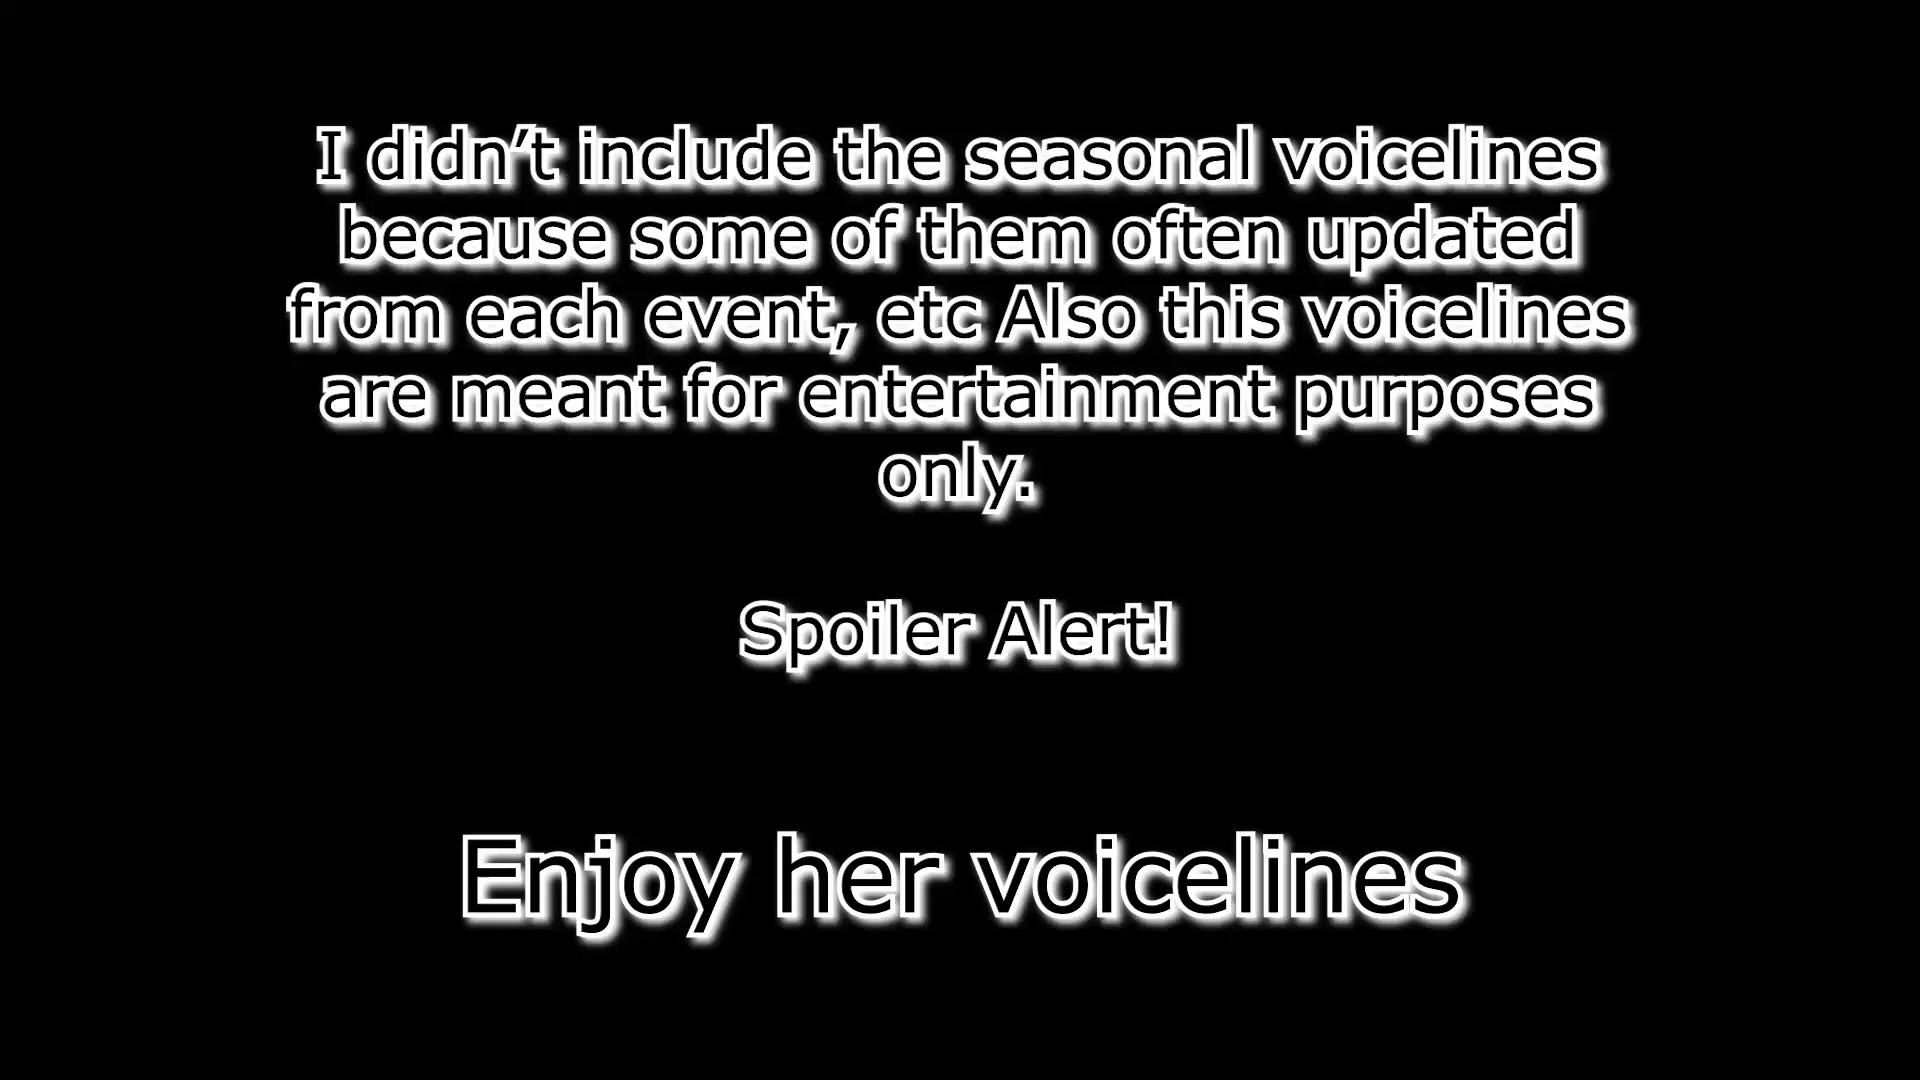 I didn’t include the seasonal voicelines
because some of them often updated
from each event, etc Also this voicelines
are meant for entertainment purposes
only.
Spoiler Alert!
Enjoy her voicelines